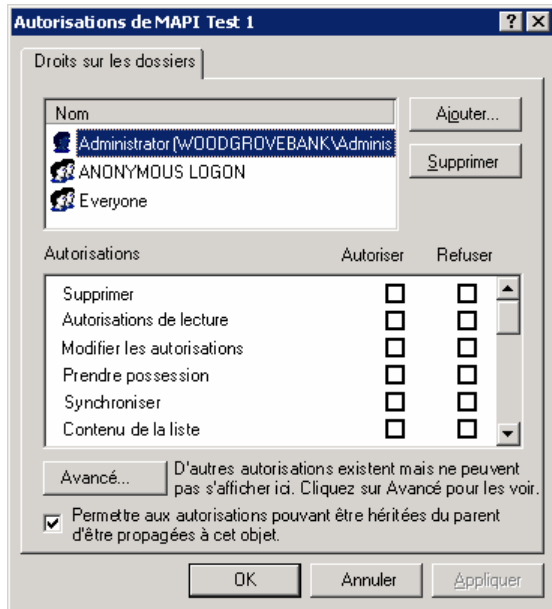 Autorisations de MAPI Test 1
Droits sur les dossiers
Nom
Ajouter...
Administrator (WOODGROVEBANK\Adminis
ANONYMOUS LOGON
Supprimer
Everyone
Autorisations Autoriser Refuser
Supprimer
Autorisations de lecture
Modifier les autorisations
Prendre possession
Synchroniser
Contenu de la liste
Avancé...
D'autres autorisations existent mais ne peuvent
pas s'afficher ici. Cliquez sur Avancé pour les voir.
Permettre aux autorisations pouvant être héritées du parent
d'être propagées à cet objet.
OK Annuler Appliquer